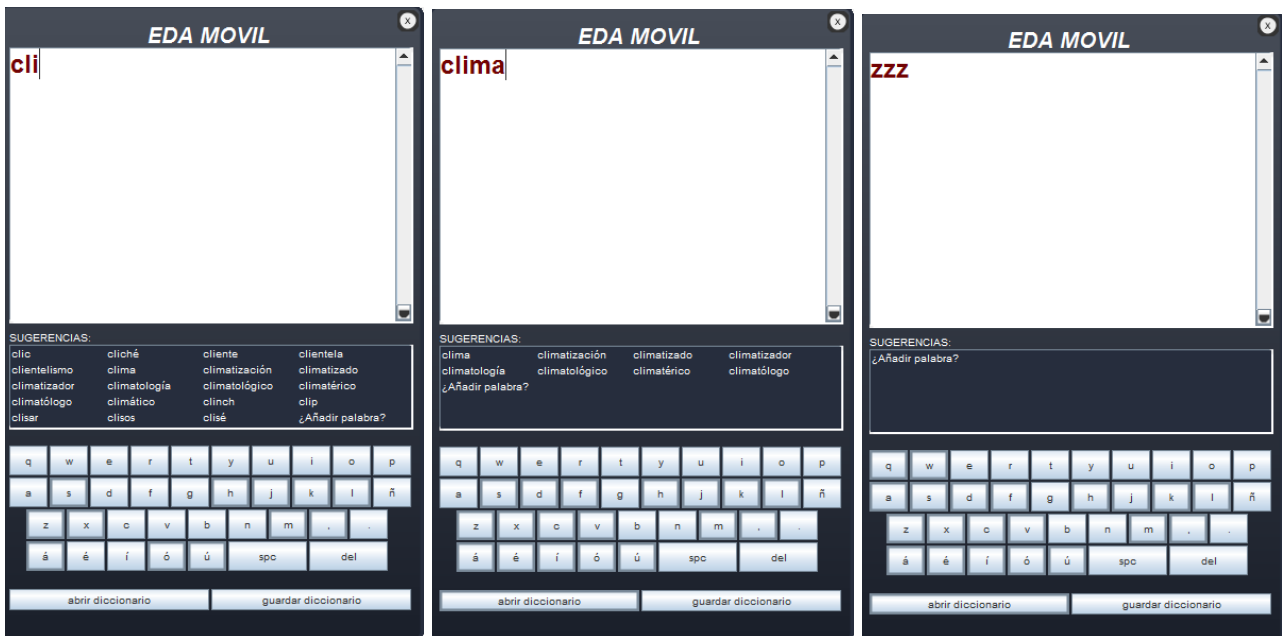 X
EDA MOVIL
cli
SUGERENCIAS:
clic cliché cliente clientela
clientelismo clima climatización climatizado
climatizador climatología climatológico climatérico
climatólogo climático clinch clip
clisar clisos clisé ¿Añadir palabra?
q w e r t y u i o p
a s d f g h j k l ñ
z x c v b n m , .
á é í ó ú spc del
abrir diccionario guardar diccionario
X
EDA MOVIL
clima
SUGERENCIAS:
clima climatización climatizado climatizador
climatología climatológico climatérico climatólogo
¿Añadir palabra?
q w e r t y u i o p
a s d f g h j k l ñ
z x c v b n m , .
á é í ó ú spc del
abrir diccionario guardar diccionario
X
EDA MOVIL
zzz
SUGERENCIAS:
¿Añadir palabra?
q w e r t y u i o p
a s d f g h j k l ñ
z x c v b n m , .
á é í ó ú spc del
abrir diccionario guardar diccionario